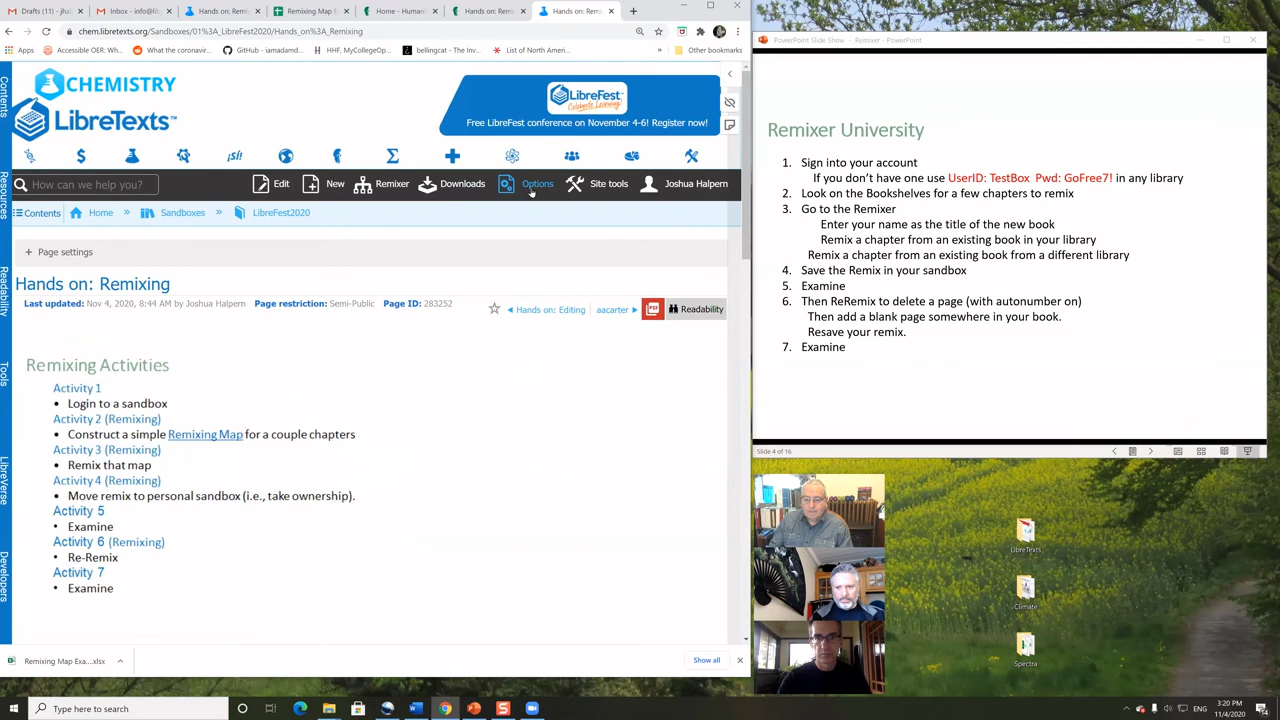 Drafts (11) - jha
Inbox - info@li
Hands on: Remi
Remixing Map E
Home - Humani
Hands on: Remi
Hands on: Remi
chem.libretexts.org/Sandboxes/01%3A_LibreFest2020/Hands_on%3A_Remixing
Apps
AcademicBDSER: Wi...
What the coronavir...
GitHub - iamadamd...
HHF, MyCollegeOp...
bellingcat - The Inv...
List of North Ameri...
»
Other bookmarks
CHEMISTRY
LibreTexts™
LibreFest
Celebrate Learning!
Free LibreFest conference on November 4-6! Register now!
How can we help you?
Edit
New
Remixer
Downloads
Options
Site tools
Joshua Halpern
Contents
Home » Sandboxes » LibreFest2020
+ Page settings
Hands on: Remixing
Last updated: Nov 4, 2020, 8:44 AM by Joshua Halpern Page restriction: Semi-Public Page ID: 283252
◄ Hands on: Editing
aacarter ►
Readability
Remixing Activities
Activity 1
• Login to a sandbox
Activity 2 (Remixing)
• Construct a simple Remixing Map for a couple chapters
Activity 3 (Remixing)
• Remix that map
Activity 4 (Remixing)
• Move remix to personal sandbox (i.e., take ownership).
Activity 5
• Examine
Activity 6 (Remixing)
• Re-Remix
Activity 7
• Examine
Contents
Resources
Readability
Tools
LibreVerse
Developers
Remixing Map Exa....xlsx
Show all
PowerPoint Slide Show - Remixer - PowerPoint
Remixer University
1. Sign into your account
If you don't have one use UserID: TestBox Pwd: GoFree7! in any library
2. Look on the Bookshelves for a few chapters to remix
3. Go to the Remixer
Enter your name as the title of the new book
Remix a chapter from an existing book in your library
Remix a chapter from an existing book from a different library
4. Save the Remix in your sandbox
5. Examine
6. Then ReRemix to delete a page (with autonumber on)
Then add a blank page somewhere in your book.
Resave your remix.
7. Examine
Slide 4 of 16
LibreTexts
Climate
Spectra
Type here to search
ENG
3:20 PM
11/4/2020